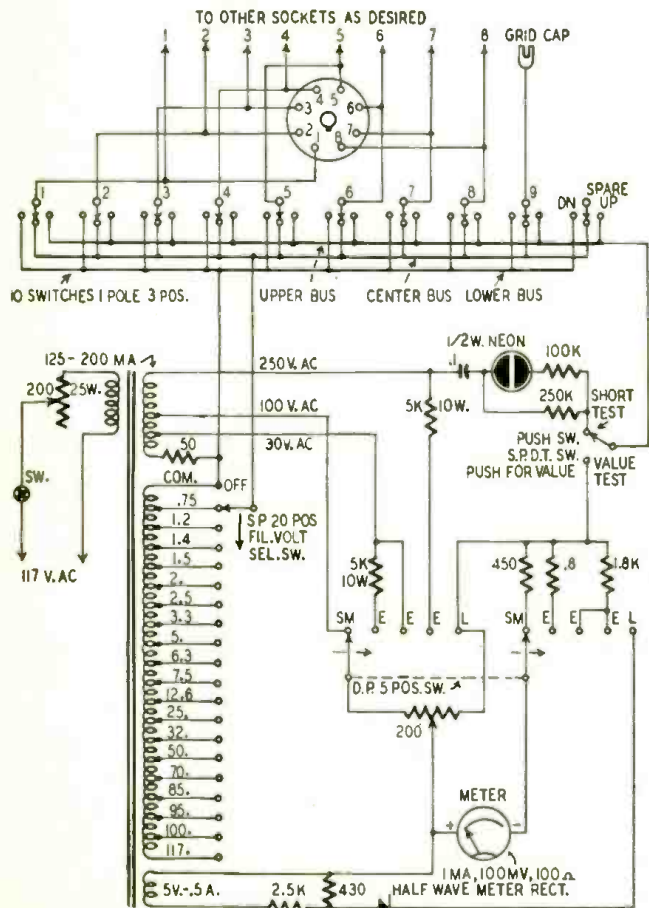 TO OTHER SOCKETS AS DESIRED
1 2 3 4 5 6 7 8 GRID CAP
4 5
3 6
2 7
1 8
1 2 3 4 5 6 7 8 9 DN SPARE UP
10 SWITCHES 1 POLE 3 POS. UPPER BUS CENTER BUS LOWER BUS
125-200 MA
200 25W.
250V. AC
.1
1/2W. NEON
100K
250K
SHORT TEST
5K 10W.
100 V. AC
30V. AC
50
PUSH SW.
S.P.D.T. SW.
PUSH FOR VALUE
VALUE TEST
SW.
117 V. AC
COM.
OFF
.75
1.2
1.4
1.5
2.
2.5
3.3
5.
6.3
7.5
12.6
25.
32.
50.
70.
85.
95.
100.
117.
SP 20 POS
FIL. VOLT
SEL. SW.
5K
10W
450 .8 1.8K
SM E E E L SM E E E L
D.P. 5 POS. SW.
200
METER
+ -
1 MA, 100MV, 100Ω
HALF WAVE METER RECT.
5V.-.5A.
2.5K
430